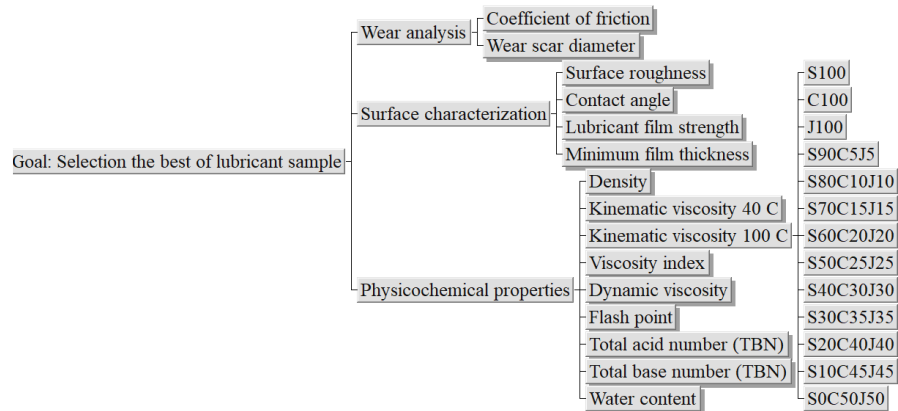 Goal: Selection the best of lubricant sample
Wear analysis
Coefficient of friction
Wear scar diameter
Surface characterization
Surface roughness
Contact angle
Lubricant film strength
Minimum film thickness
Physicochemical properties
Density
Kinematic viscosity 40 C
Kinematic viscosity 100 C
Viscosity index
Dynamic viscosity
Flash point
Total acid number (TBN)
Total base number (TBN)
Water content
S100
C100
J100
S90C5J5
S80C10J10
S70C15J15
S60C20J20
S50C25J25
S40C30J30
S30C35J35
S20C40J40
S10C45J45
S0C50J50